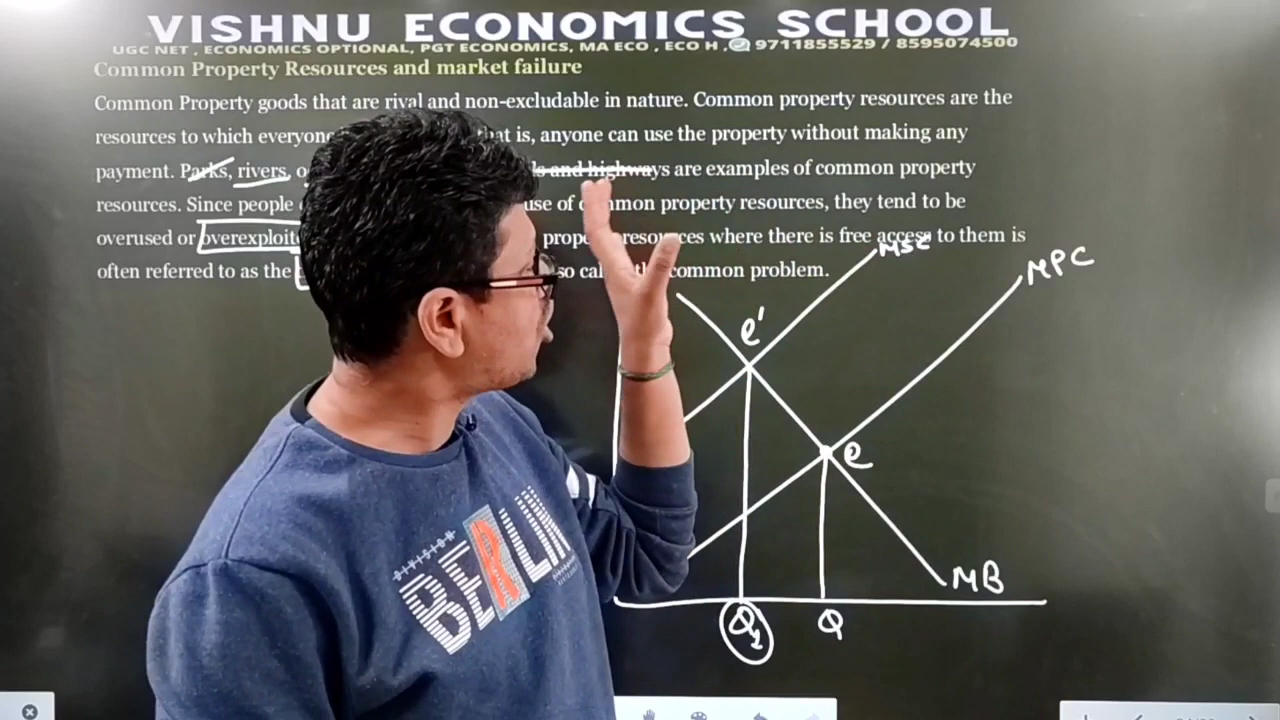 VISHNU ECONOMICS SCHOOL
UGC NET , ECONOMICS OPTIONAL, PGT ECONOMICS, MA ECO , ECO H , 9711855529 / 8595074500
Common Property Resources and market failure
Common Property goods that are rival and non-excludable in nature. Common property resources are the
resources to which everyone that is, anyone can use the property without making any
payment. Parks, rivers, and highways are examples of common property
resources. Since people use of common property resources, they tend to be
overused or resources where there is free access to them is
often referred to as the common problem.
MSC
MPC
e'
e
MB
Q1
Q
DIVISION
BERLIN